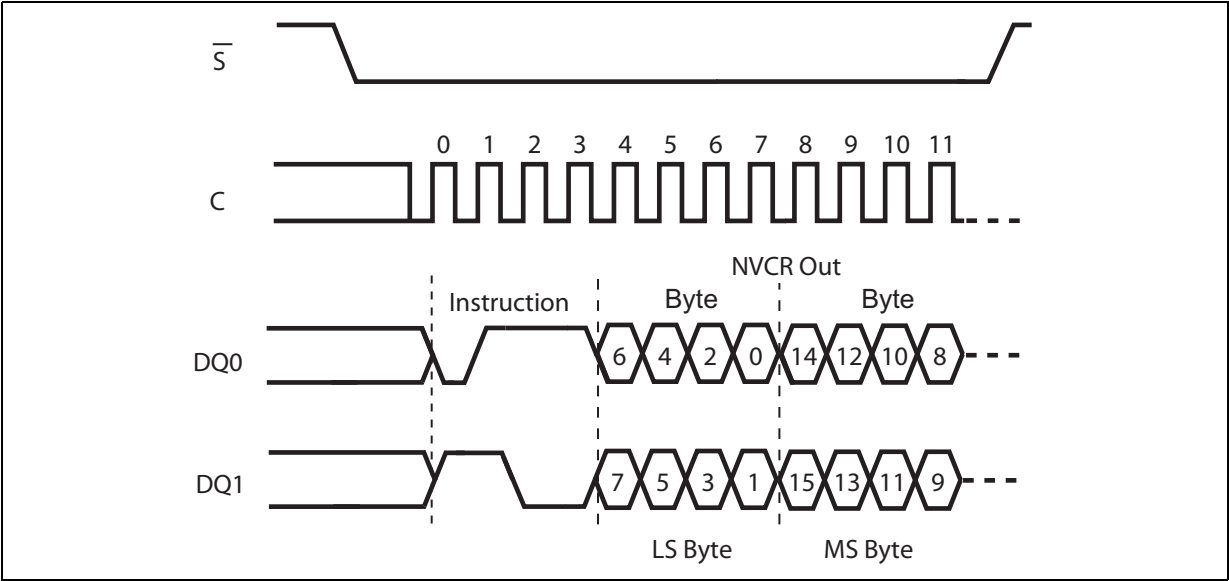 S
0 1 2 3 4 5 6 7 8 9 10 11
C
NVCR Out
Instruction Byte Byte
DQ0 6 4 2 0 14 12 10 8
DQ1 7 5 3 1 15 13 11 9
LS Byte MS Byte